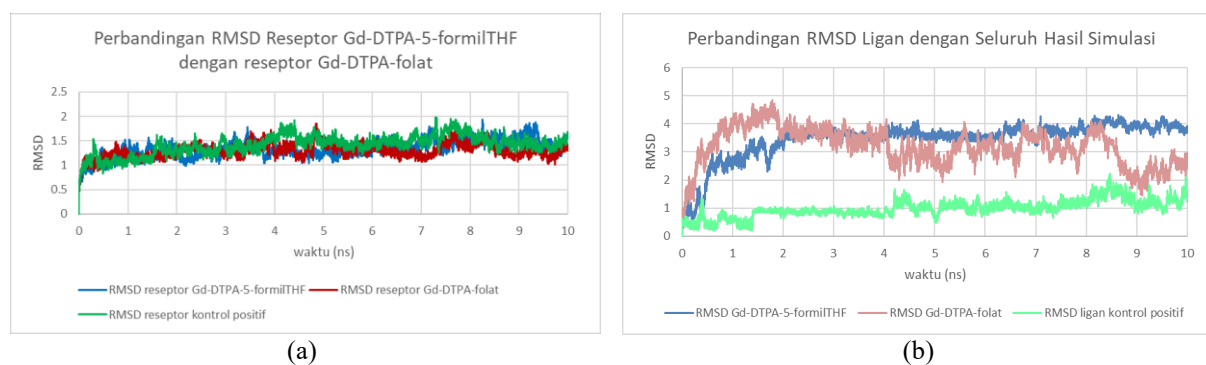 Perbandingan RMSD Reseptor Gd-DTPA-5-formilTHF
dengan reseptor Gd-DTPA-folat
2.5
2
1.5
1
0.5
0
RMSD
0 1 2 3 4 5 6 7 8 9 10
waktu (ns)
RMSD reseptor Gd-DTPA-5-formilTHF RMSD reseptor Gd-DTPA-folat
RMSD reseptor kontrol positif
(a)
Perbandingan RMSD Ligan dengan Seluruh Hasil Simulasi
6
5
4
3
2
1
0
RMSD
0 1 2 3 4 5 6 7 8 9 10
waktu (ns)
RMSD Gd-DTPA-5-formilTHF RMSD Gd-DTPA-folat RMSD ligan kontrol positif
(b)